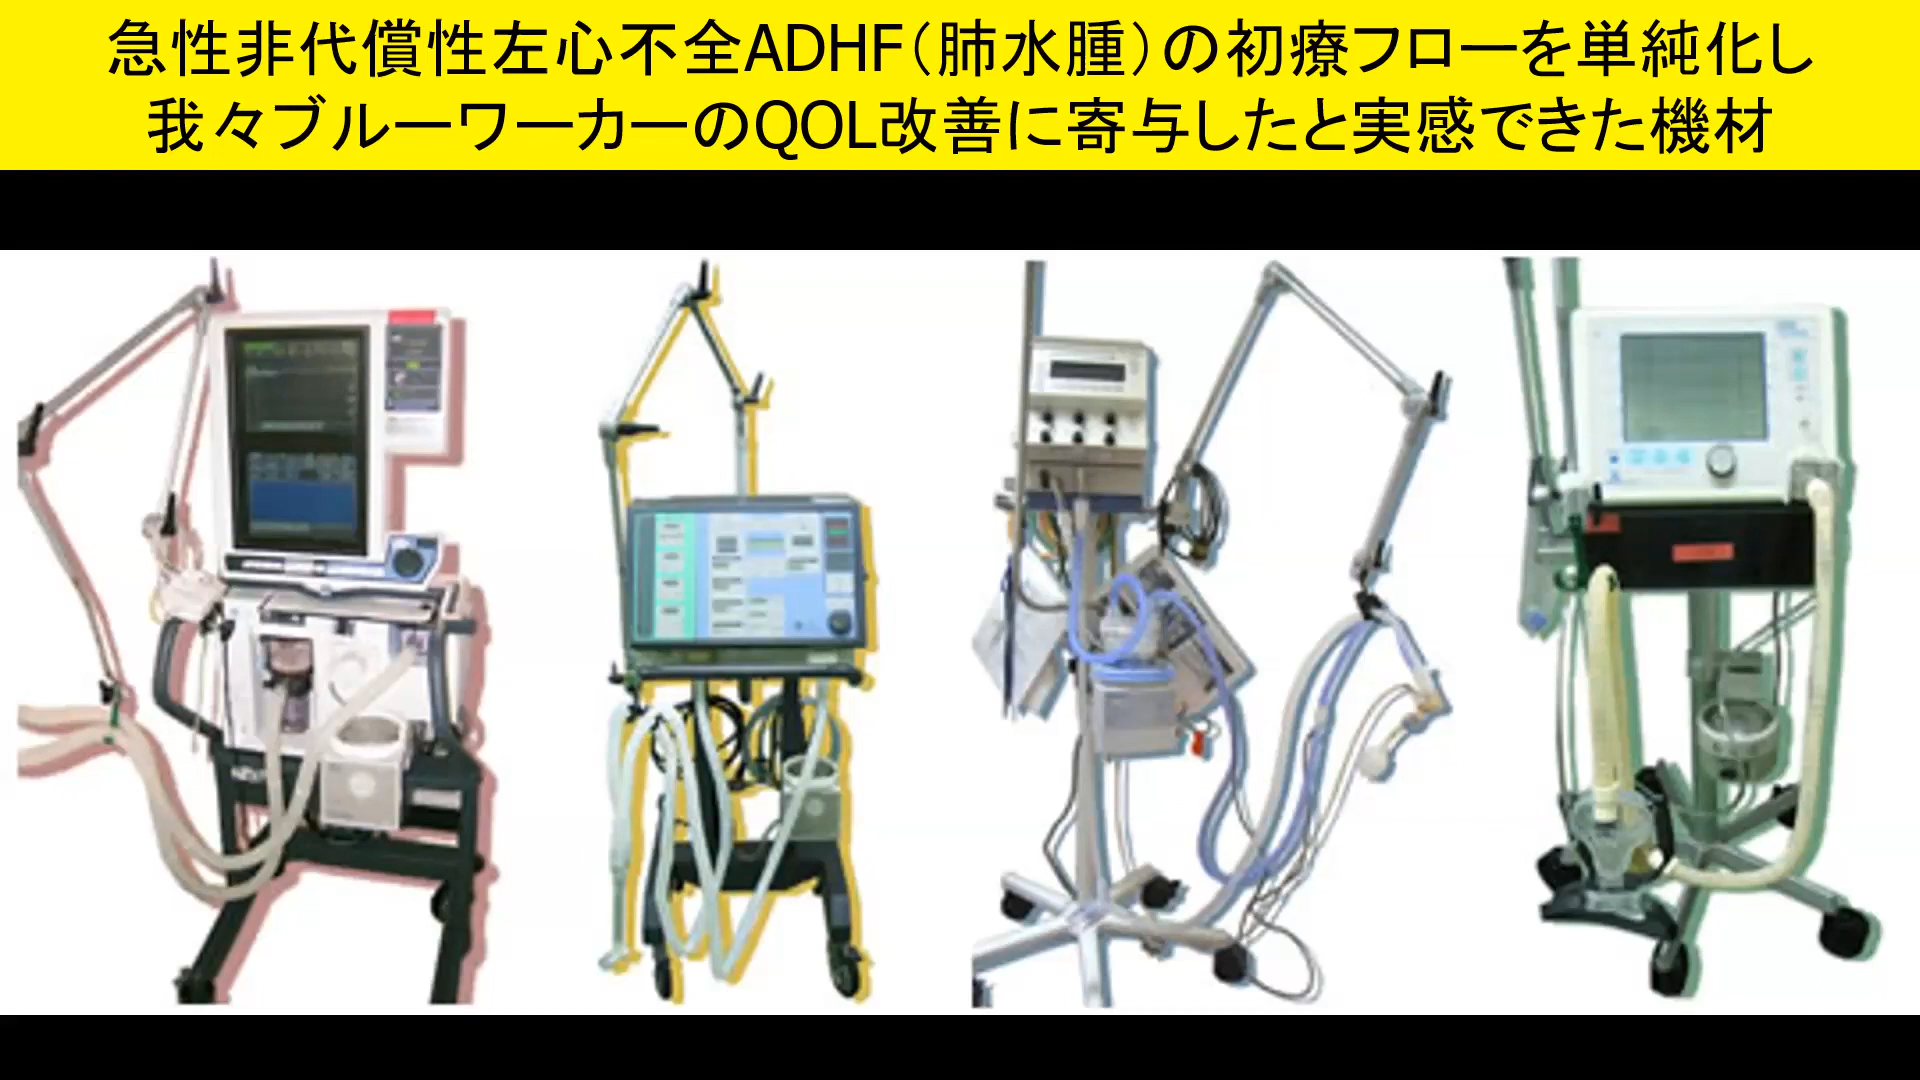 急性非代償性左心不全ADHF（肺水腫）の初療フローを単純化し
我々ブルーワーカーのQOL改善に寄与したと実感できた機材